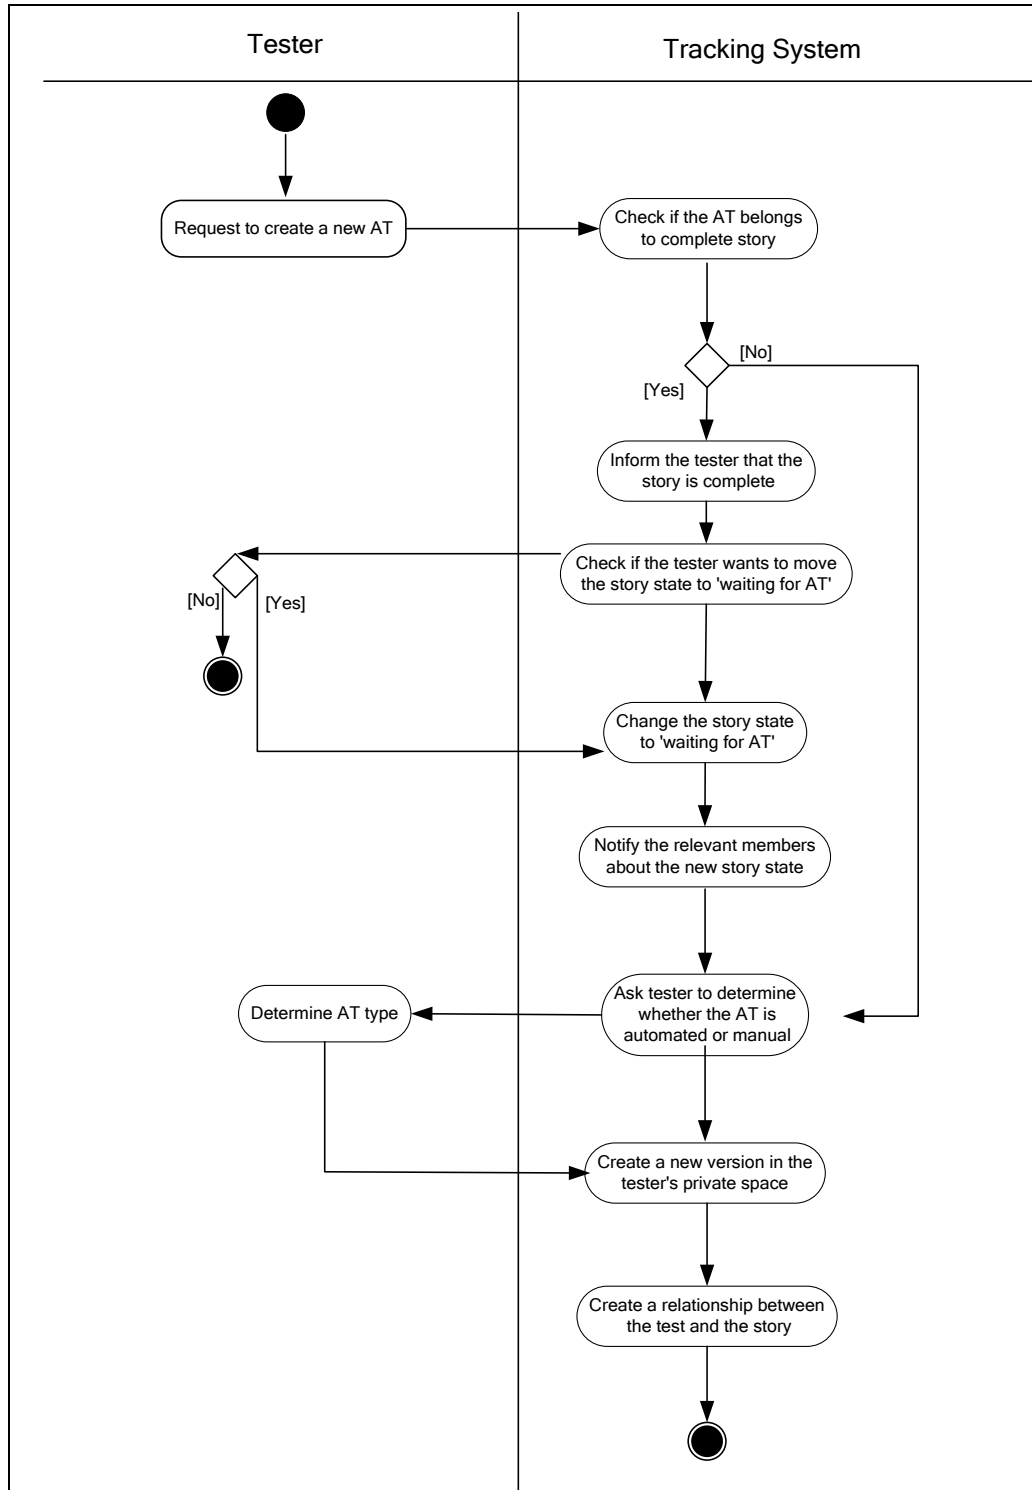 Tester
Tracking System
Request to create a new AT
Check if the AT belongs
to complete story
[No]
[Yes]
Inform the tester that the
story is complete
Check if the tester wants to move
the story state to 'waiting for AT'
[No]
[Yes]
Change the story state
to 'waiting for AT'
Notify the relevant members
about the new story state
Determine AT type
Ask tester to determine
whether the AT is
automated or manual
Create a new version in the
tester's private space
Create a relationship between
the test and the story